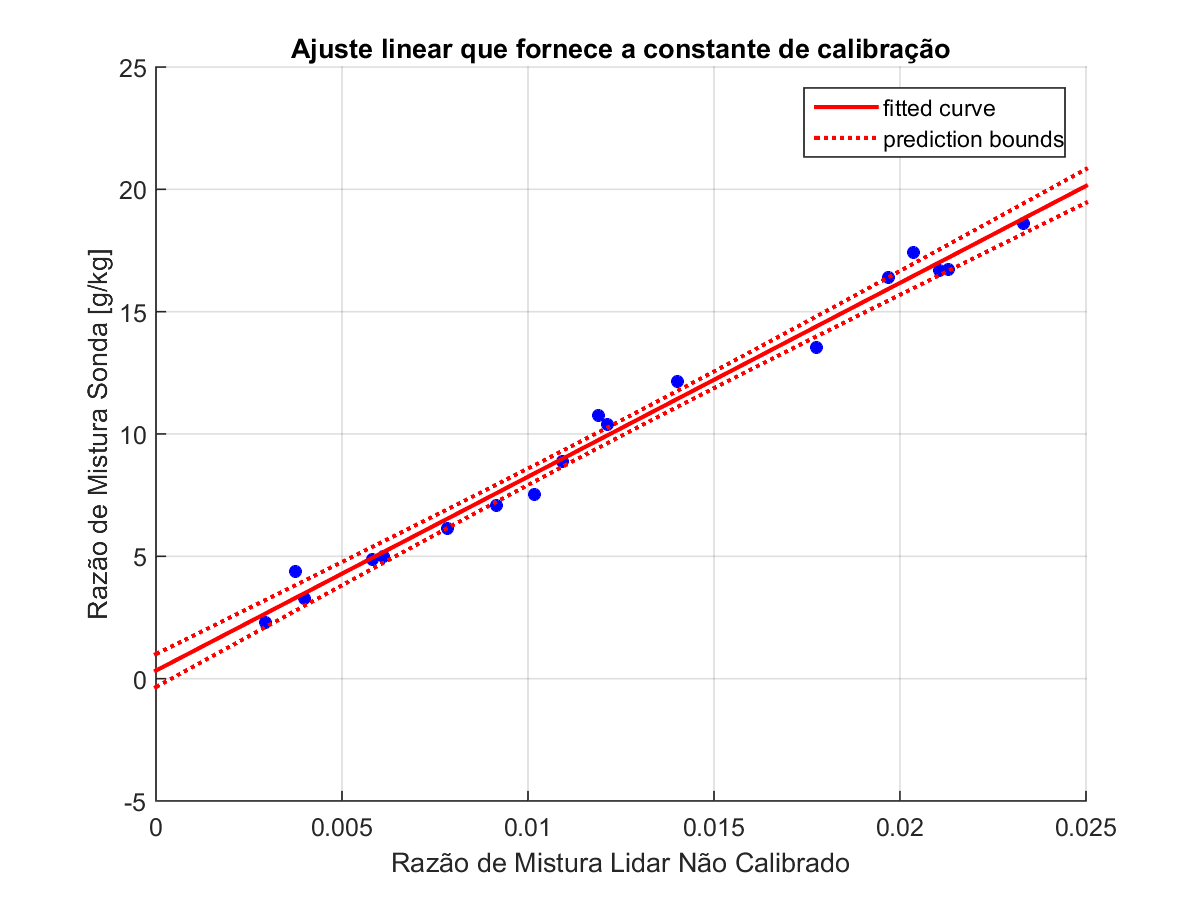 Ajuste linear que fornece a constante de calibração
25
20
15
10
5
0
-5
fitted curve
prediction bounds
Razão de Mistura Sonda [g/kg]
0
0.005
0.01
0.015
0.02
0.025
Razão de Mistura Lidar Não Calibrado